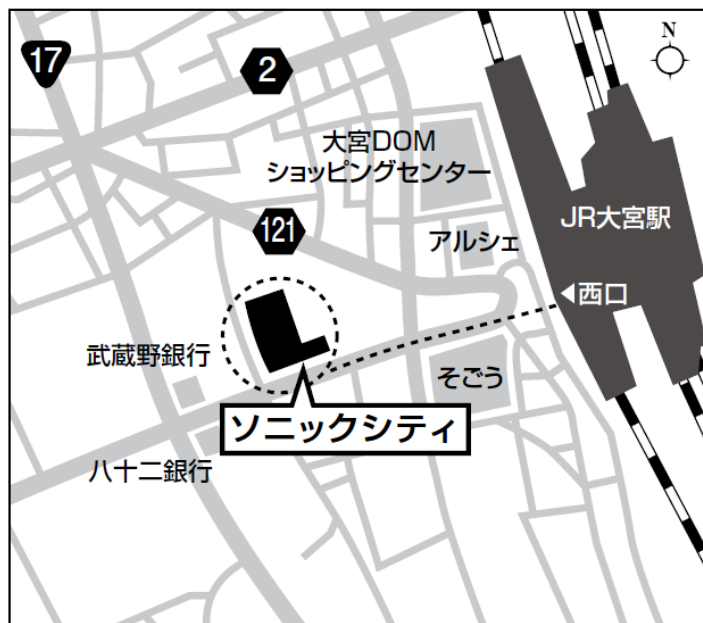 17
2
N
大宮DOM
ショッピングセンター
JR大宮駅
121
アルシェ
西口
武蔵野銀行
そごう
ソニックシティ
八十二銀行